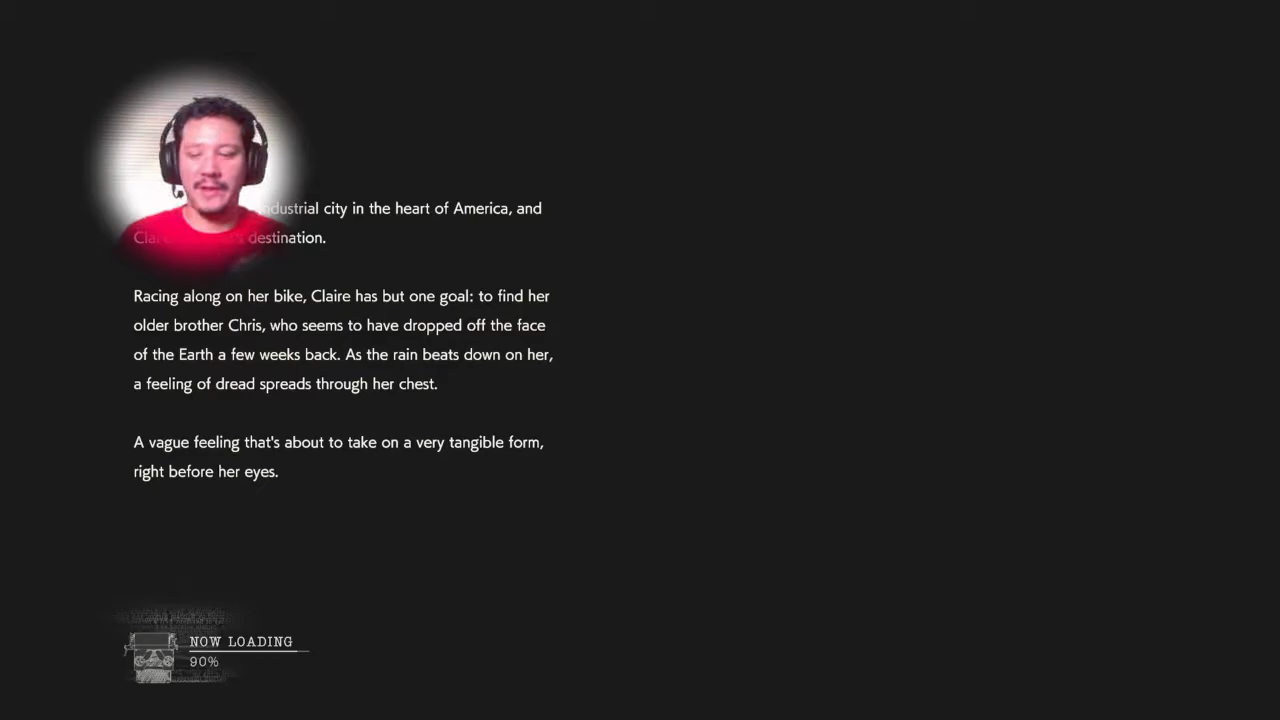 industrial city in the heart of America, and
destination.
Racing along on her bike, Claire has but one goal: to find her
older brother Chris, who seems to have dropped off the face
of the Earth a few weeks back. As the rain beats down on her,
a feeling of dread spreads through her chest.
A vague feeling that's about to take on a very tangible form,
right before her eyes.
NOW LOADING
90%